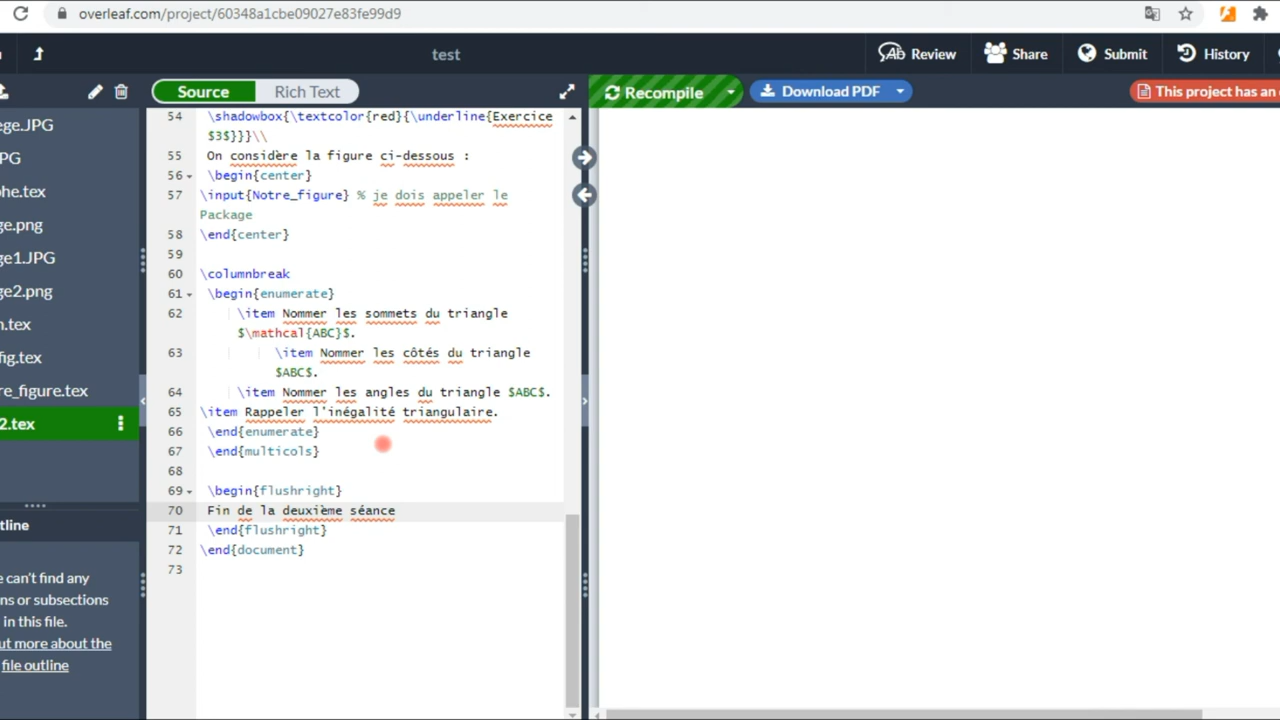 overleaf.com/project/60348a1cbe09027e83fe99d9
test
Review
Share
Submit
History
Source
Rich Text
Recompile
Download PDF
This project has an
ege.JPG
PG
phe.tex
ge.png
ge1.JPG
ge2.png
n.tex
fig.tex
re_figure.tex
2.tex
tline
e can't find any
ns or subsections
in this file.
ut more about the
file outline
54 \shadowbox{\textcolor{red}{\underline{Exercice
$3$}}}\\
55 On considère la figure ci-dessous :
56 \begin{center}
57 \input{Notre_figure} % je dois appeler le
Package
58 \end{center}
59
60 \columnbreak
61 \begin{enumerate}
62 \item Nommer les sommets du triangle
$\mathcal{ABC}$.
63 \item Nommer les côtés du triangle
$ABC$.
64 \item Nommer les angles du triangle $ABC$.
65 \item Rappeler l'inégalité triangulaire.
66 \end{enumerate}
67 \end{multicols}
68
69 \begin{flushright}
70 Fin de la deuxième séance
71 \end{flushright}
72 \end{document}
73